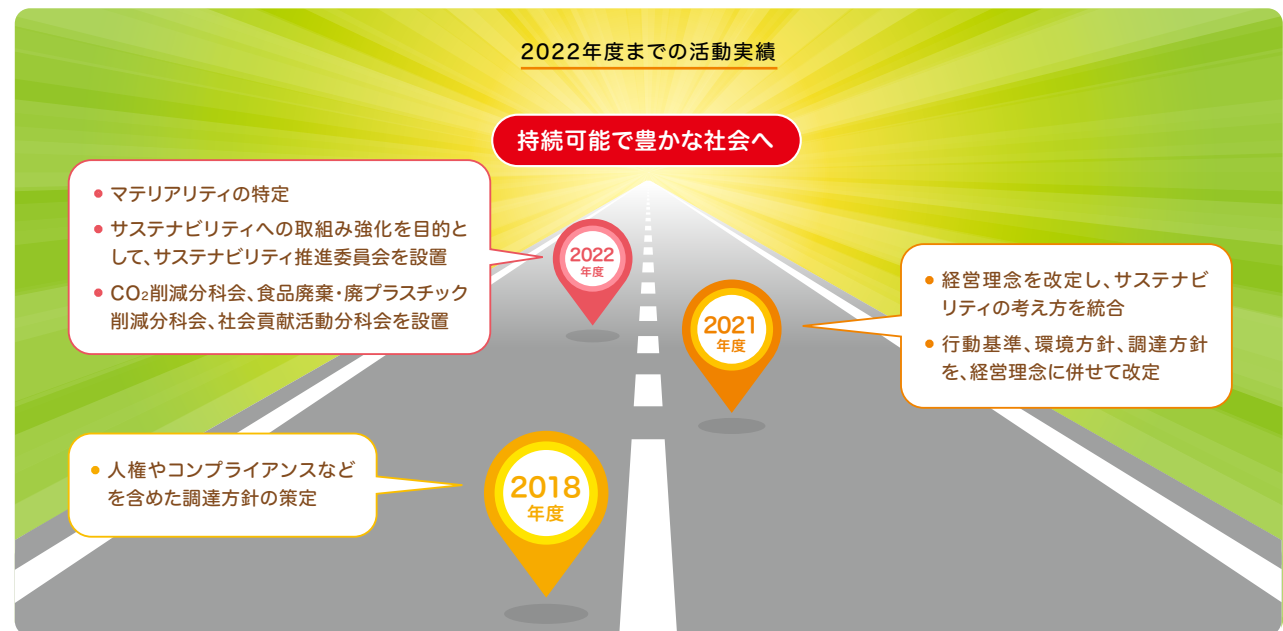 2022年度までの活動実績
持続可能で豊かな社会へ
● マテリアリティの特定
● サステナビリティへの取組み強化を目的と
して、サステナビリティ推進委員会を設置
● CO₂削減分科会、食品廃棄・廃プラスチック
削減分科会、社会貢献活動分科会を設置
2022
年度
2021
年度
● 経営理念を改定し、サステナビ
リティの考え方を統合
● 行動基準、環境方針、調達方針
を、経営理念に併せて改定
● 人権やコンプライアンスなど
を含めた調達方針の策定
2018
年度